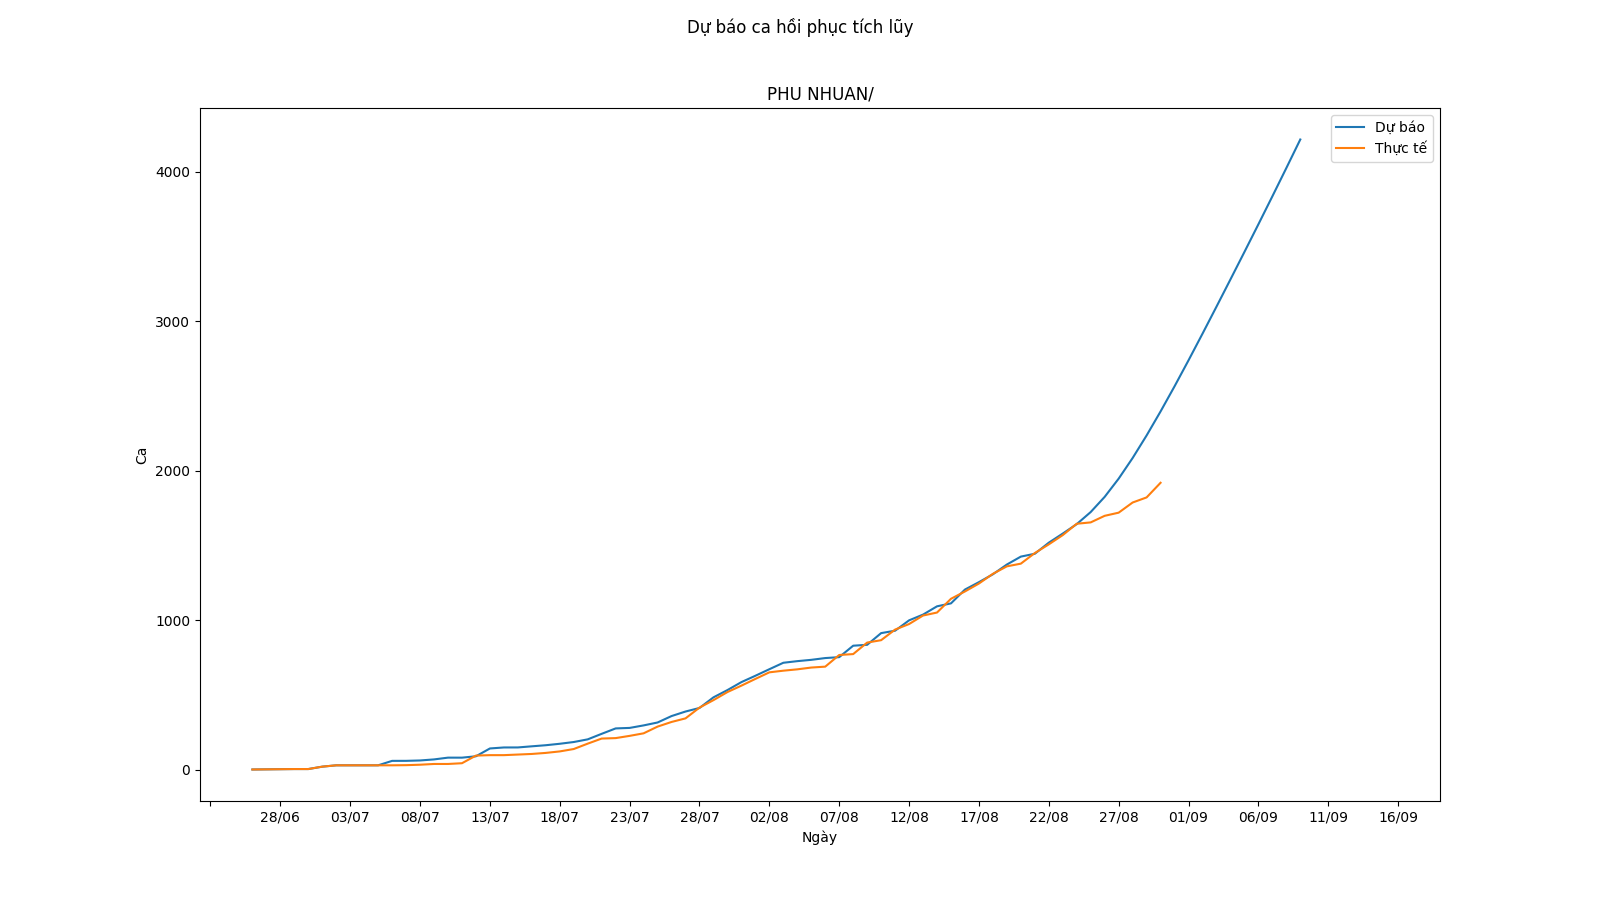 Dự báo ca hồi phục tích lũy
PHU NHUAN/
Dự báo
Thực tế
4000
3000
2000
1000
0
Ca
28/06 03/07 08/07 13/07 18/07 23/07 28/07 02/08 07/08 12/08 17/08 22/08 27/08 01/09 06/09 11/09 16/09
Ngày